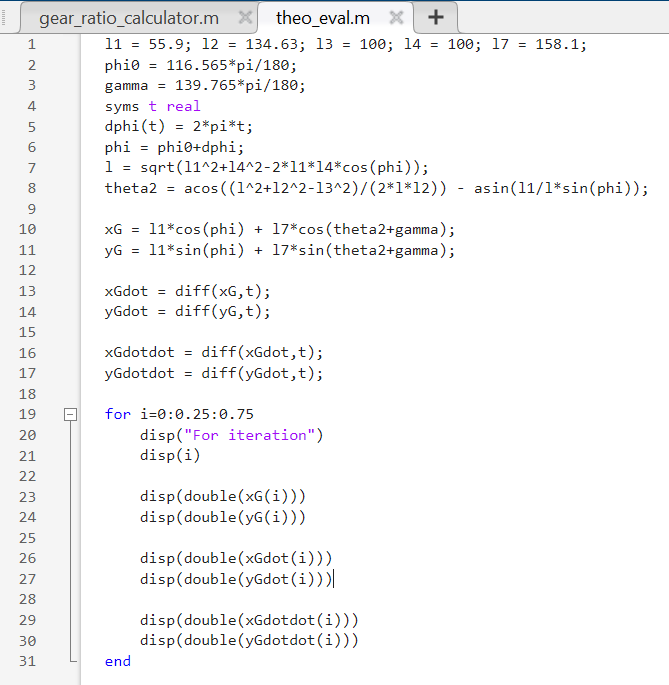 gear_ratio_calculator.m theo_eval.m
1 l1 = 55.9; l2 = 134.63; l3 = 100; l4 = 100; l7 = 158.1;
2 phi0 = 116.565*pi/180;
3 gamma = 139.765*pi/180;
4 syms t real
5 dphi(t) = 2*pi*t;
6 phi = phi0+dphi;
7 l = sqrt(l1^2+l4^2-2*l1*l4*cos(phi));
8 theta2 = acos((l^2+l2^2-l3^2)/(2*l*l2)) - asin(l1/l*sin(phi));
9
10 xG = l1*cos(phi) + l7*cos(theta2+gamma);
11 yG = l1*sin(phi) + l7*sin(theta2+gamma);
12
13 xGdot = diff(xG,t);
14 yGdot = diff(yG,t);
15
16 xGdotdot = diff(xGdot,t);
17 yGdotdot = diff(yGdot,t);
18
19 for i=0:0.25:0.75
20 disp("For iteration")
21 disp(i)
22
23 disp(double(xG(i)))
24 disp(double(yG(i)))
25
26 disp(double(xGdot(i)))
27 disp(double(yGdot(i)))
28
29 disp(double(xGdotdot(i)))
30 disp(double(yGdotdot(i)))
31 end